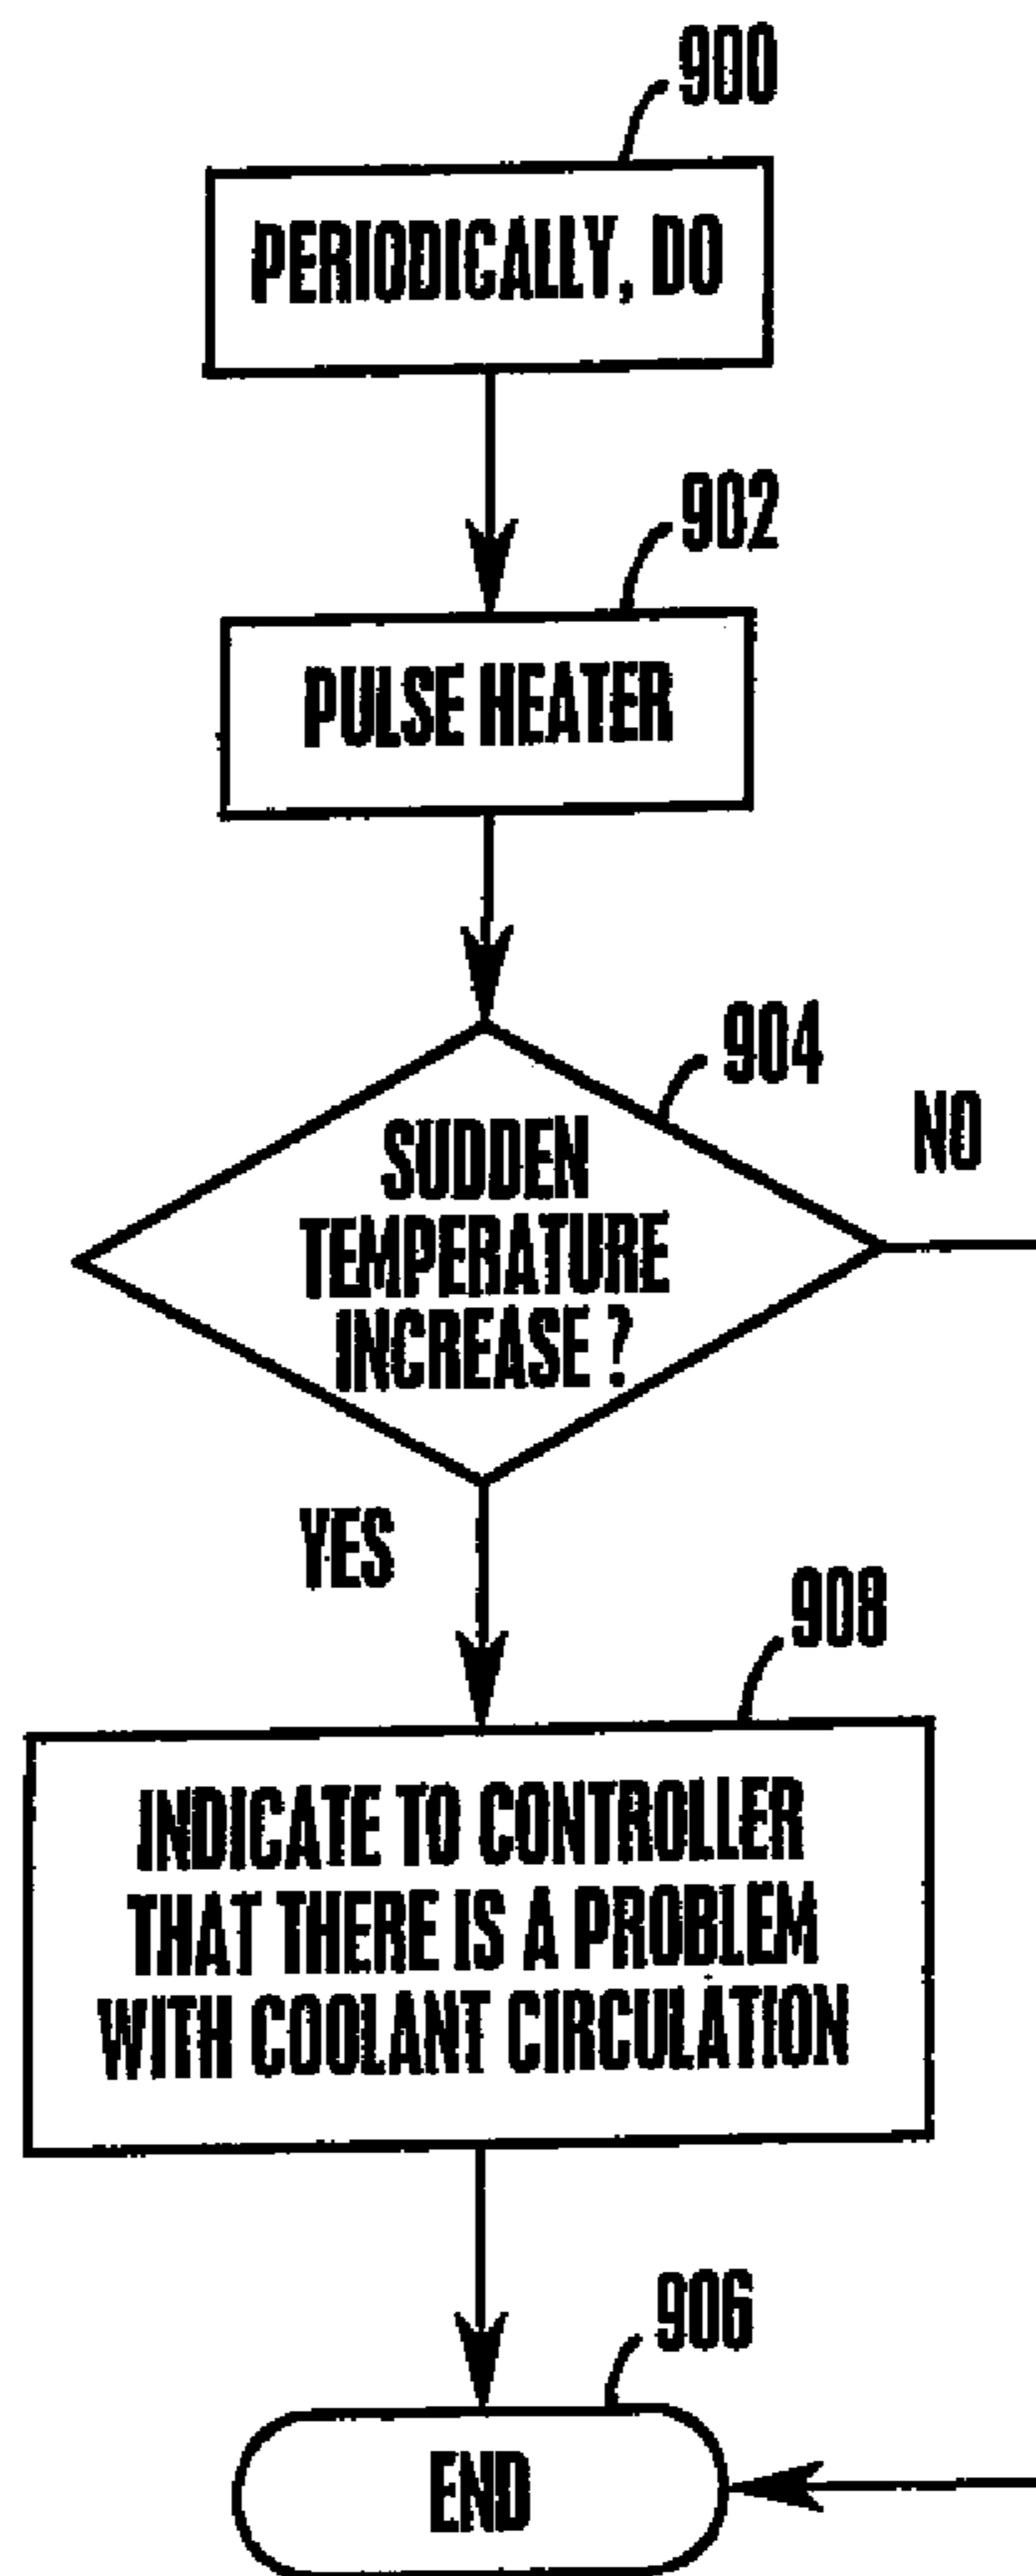 900
PERIODICALLY, DO
902
PULSE HEATER
904
NO
SUDDEN
TEMPERATURE
INCREASE ?
YES
908
INDICATE TO CONTROLLER
THAT THERE IS A PROBLEM
WITH COOLANT CIRCULATION
906
END